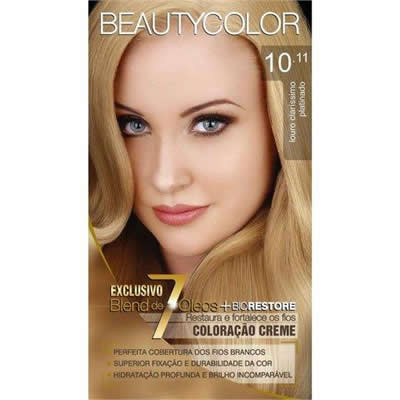 BEAUTYCOLOR
10.11
louro claríssimo
platinado
EXCLUSIVO
Blend de 7 Óleos + BIORESTORE
Restaura e fortalece os fios
COLORAÇÃO CREME
PERFEITA COBERTURA DOS FIOS BRANCOS
SUPERIOR FIXAÇÃO E DURABILIDADE DA COR
HIDRATAÇÃO PROFUNDA E BRILHO INCOMPARÁVEL